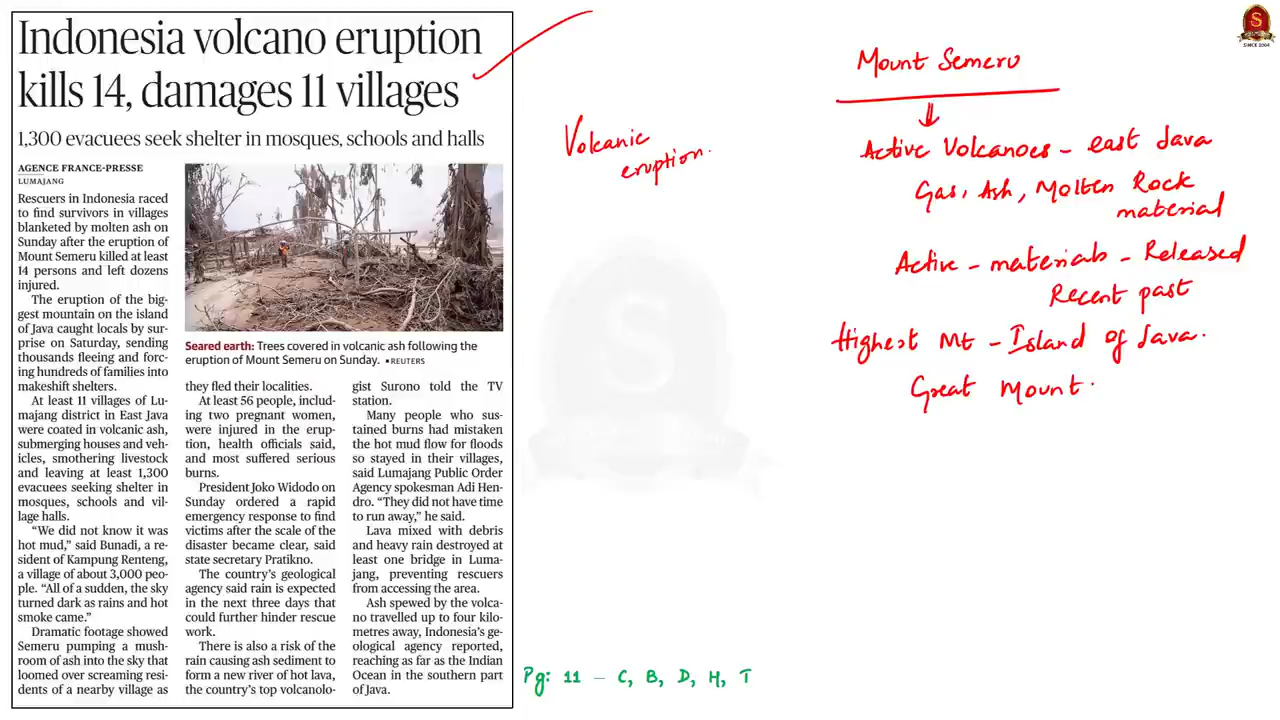 Indonesia volcano eruption
kills 14, damages 11 villages
1,300 evacuees seek shelter in mosques, schools and halls
AGENCE FRANCE-PRESSE
LUMAJANG
Rescuers in Indonesia raced
to find survivors in villages
blanketed by molten ash on
Sunday after the eruption of
Mount Semeru killed at least
14 persons and left dozens
injured.
The eruption of the big-
gest mountain on the island
of Java caught locals by sur-
prise on Saturday, sending
thousands fleeing and forc-
ing hundreds of families into
makeshift shelters.
At least 11 villages of Lu-
majang district in East Java
were coated in volcanic ash,
submerging houses and veh-
icles, smothering livestock
and leaving at least 1,300
evacuees seeking shelter in
mosques, schools and vil-
lage halls.
“We did not know it was
hot mud,” said Bunadi, a re-
sident of Kampung Renteng,
a village of about 3,000 peo-
ple. “All of a sudden, the sky
turned dark as rains and hot
smoke came.”
Dramatic footage showed
Semeru pumping a mush-
room of ash into the sky that
loomed over screaming resi-
dents of a nearby village as
Seared earth: Trees covered in volcanic ash following the
eruption of Mount Semeru on Sunday. ▪REUTERS
they fled their localities.
At least 56 people, includ-
ing two pregnant women,
were injured in the erup-
tion, health officials said,
and most suffered serious
burns.
President Joko Widodo on
Sunday ordered a rapid
emergency response to find
victims after the scale of the
disaster became clear, said
state secretary Pratikno.
The country’s geological
agency said rain is expected
in the next three days that
could further hinder rescue
work.
There is also a risk of the
rain causing ash sediment to
form a new river of hot lava,
the country’s top volcanolo-
gist Surono told the TV
station.
Many people who sus-
tained burns had mistaken
the hot mud flow for floods
so stayed in their villages,
said Lumajang Public Order
Agency spokesman Adi Hen-
dro. “They did not have time
to run away,” he said.
Lava mixed with debris
and heavy rain destroyed at
least one bridge in Luma-
jang, preventing rescuers
from accessing the area.
Ash spewed by the volca-
no travelled up to four kilo-
metres away, Indonesia’s ge-
ological agency reported,
reaching as far as the Indian
Ocean in the southern part
of Java.
Volcanic
eruption.
Mount Semeru
Active Volcanoes - east Java
Gas, Ash, Molten Rock
material
Active - materials - Released
Recent past
Highest Mt - Island of Java.
Great Mount.
Pg: 11 - C, B, D, H, T
S
SINCE 2004